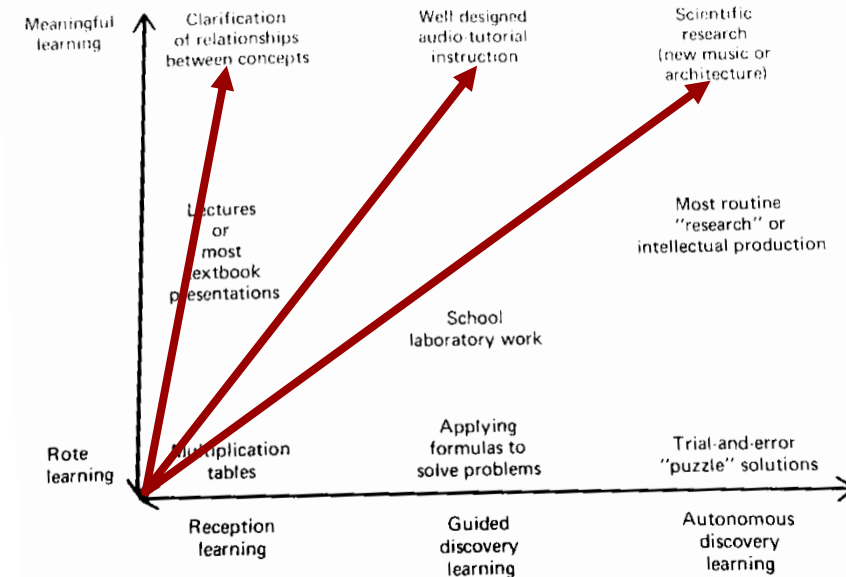 Meaningful
learning
Clarification
of relationships
between concepts
Well designed
audio-tutorial
instruction
Scientific
research
(new music or
architecture)
Lectures
or
most
textbook
presentations
Most routine
"research" or
intellectual production
School
laboratory work
Rote
learning
Multiplication
tables
Applying
formulas to
solve problems
Trial-and-error
"puzzle" solutions
Reception
learning
Guided
discovery
learning
Autonomous
discovery
learning